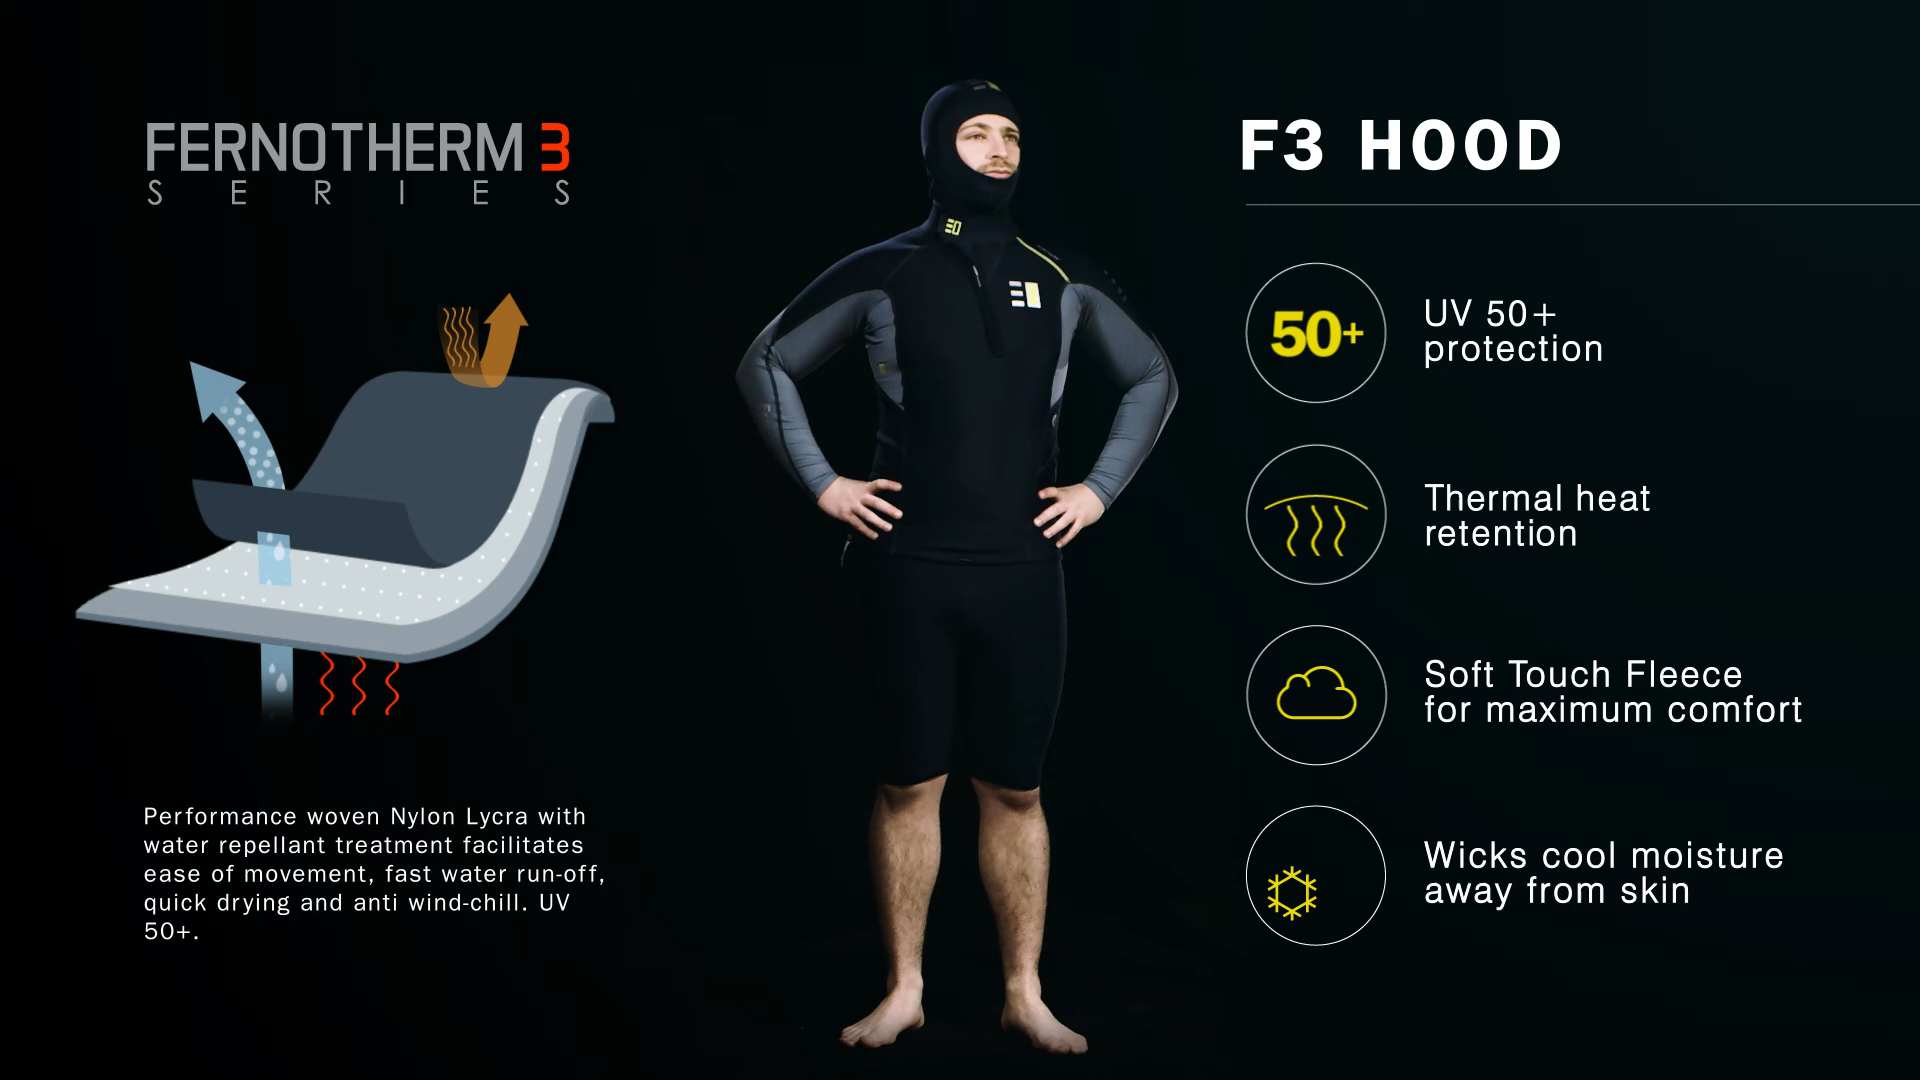 FERNOTHERM 3
SERIES
Performance woven Nylon Lycra with
water repellant treatment facilitates
ease of movement, fast water run-off,
quick drying and anti wind-chill. UV
50+.
F3 HOOD
50+
UV 50+
protection
Thermal heat
retention
Soft Touch Fleece
for maximum comfort
Wicks cool moisture
away from skin